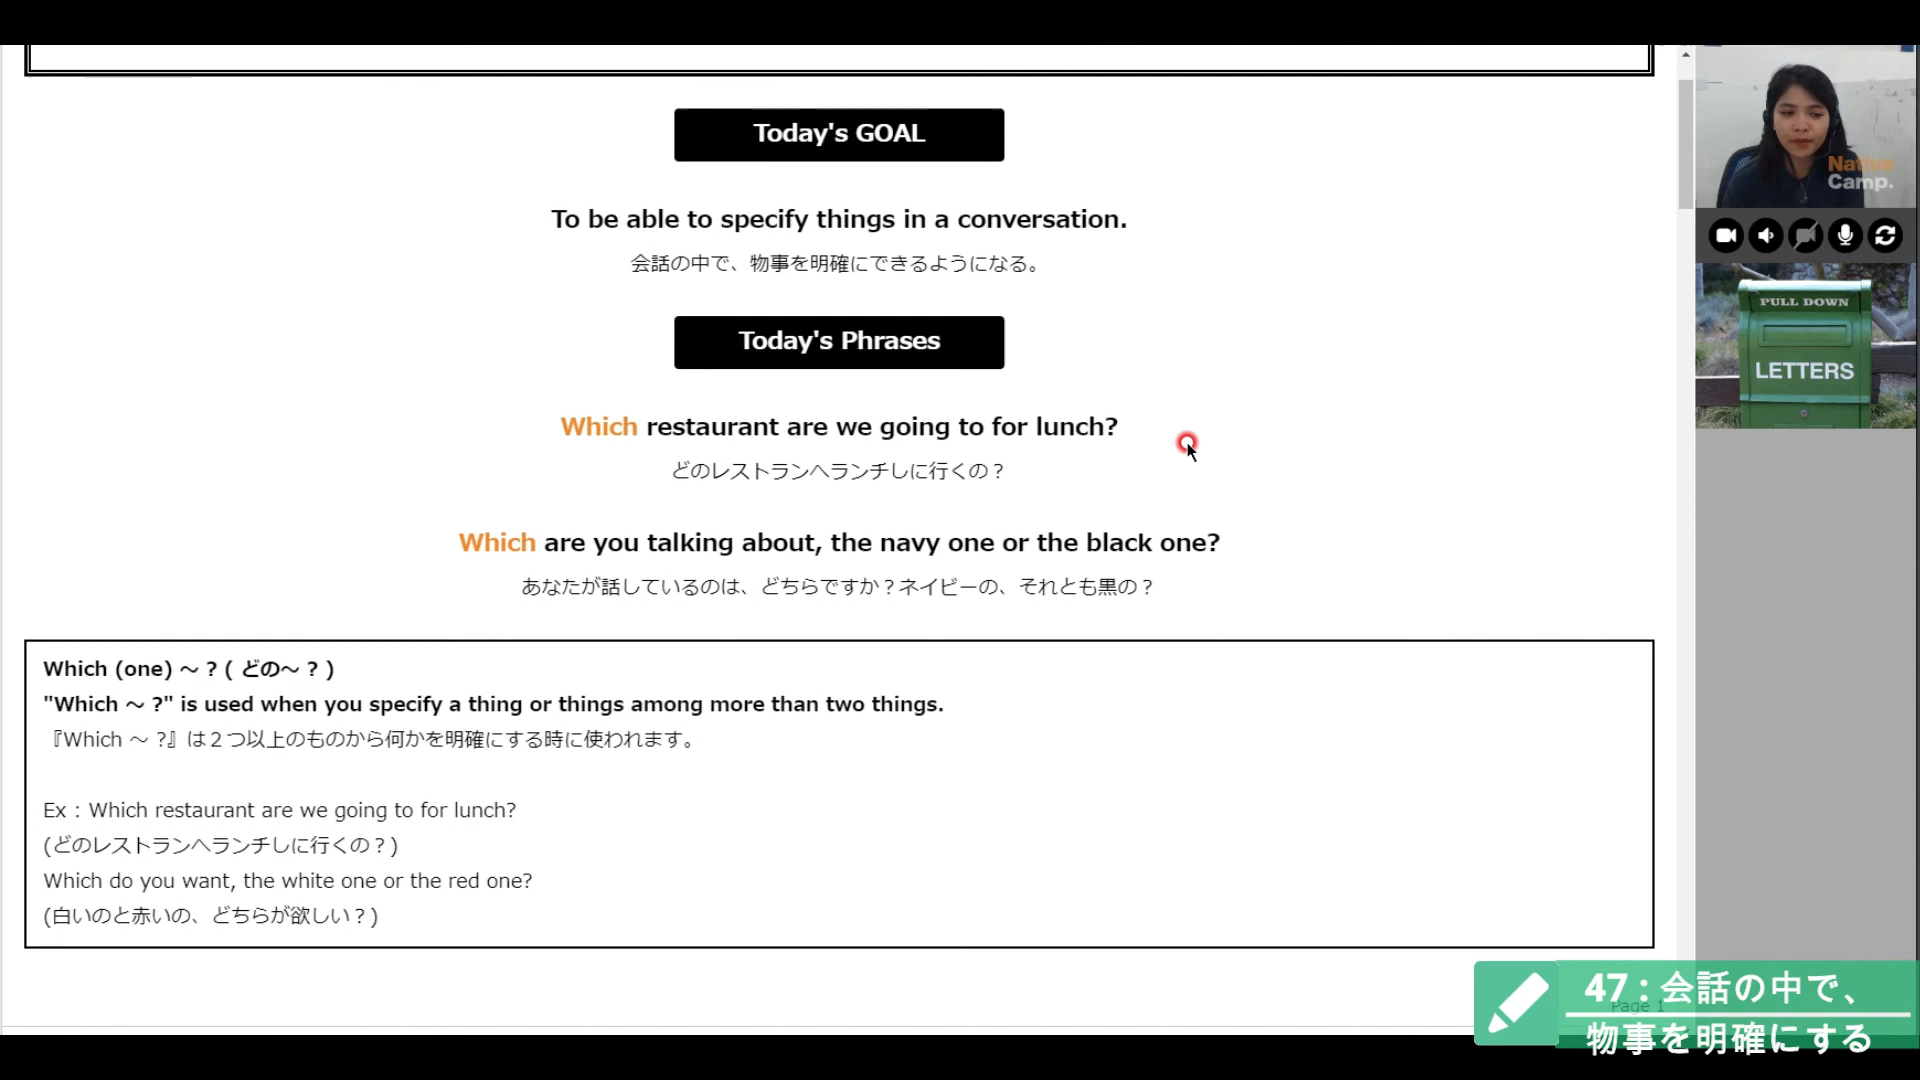 Today's GOAL
To be able to specify things in a conversation.
会話の中で、物事を明確にできるようになる。
Today's Phrases
Which restaurant are we going to for lunch?
どのレストランへランチしに行くの？
Which are you talking about, the navy one or the black one?
あなたが話しているのは、どちらですか？ネイビーの、それとも黒の？
Which (one) ～ ? ( どの～ ? )
"Which ～ ?" is used when you specify a thing or things among more than two things.
『Which ～ ?』は２つ以上のものから何かを明確にする時に使われます。
Ex : Which restaurant are we going to for lunch?
(どのレストランへランチしに行くの？)
Which do you want, the white one or the red one?
(白いのと赤いの、どちらが欲しい？)
Page 1
Native
Camp.
PULL DOWN
LETTERS
47：会話の中で、
物事を明確にする